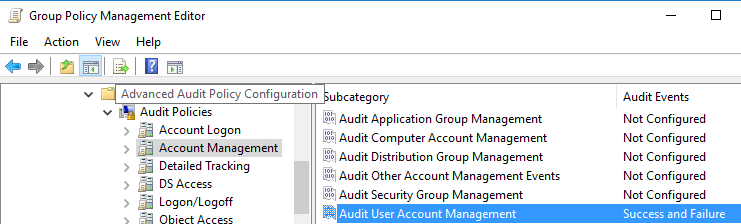 Group Policy Management Editor
File Action View Help
Advanced Audit Policy Configuration
Audit Policies
Account Logon
Account Management
Detailed Tracking
DS Access
Logon/Logoff
Object Access
Subcategory Audit Events
Audit Application Group Management Not Configured
Audit Computer Account Management Not Configured
Audit Distribution Group Management Not Configured
Audit Other Account Management Events Not Configured
Audit Security Group Management Not Configured
Audit User Account Management Success and Failure